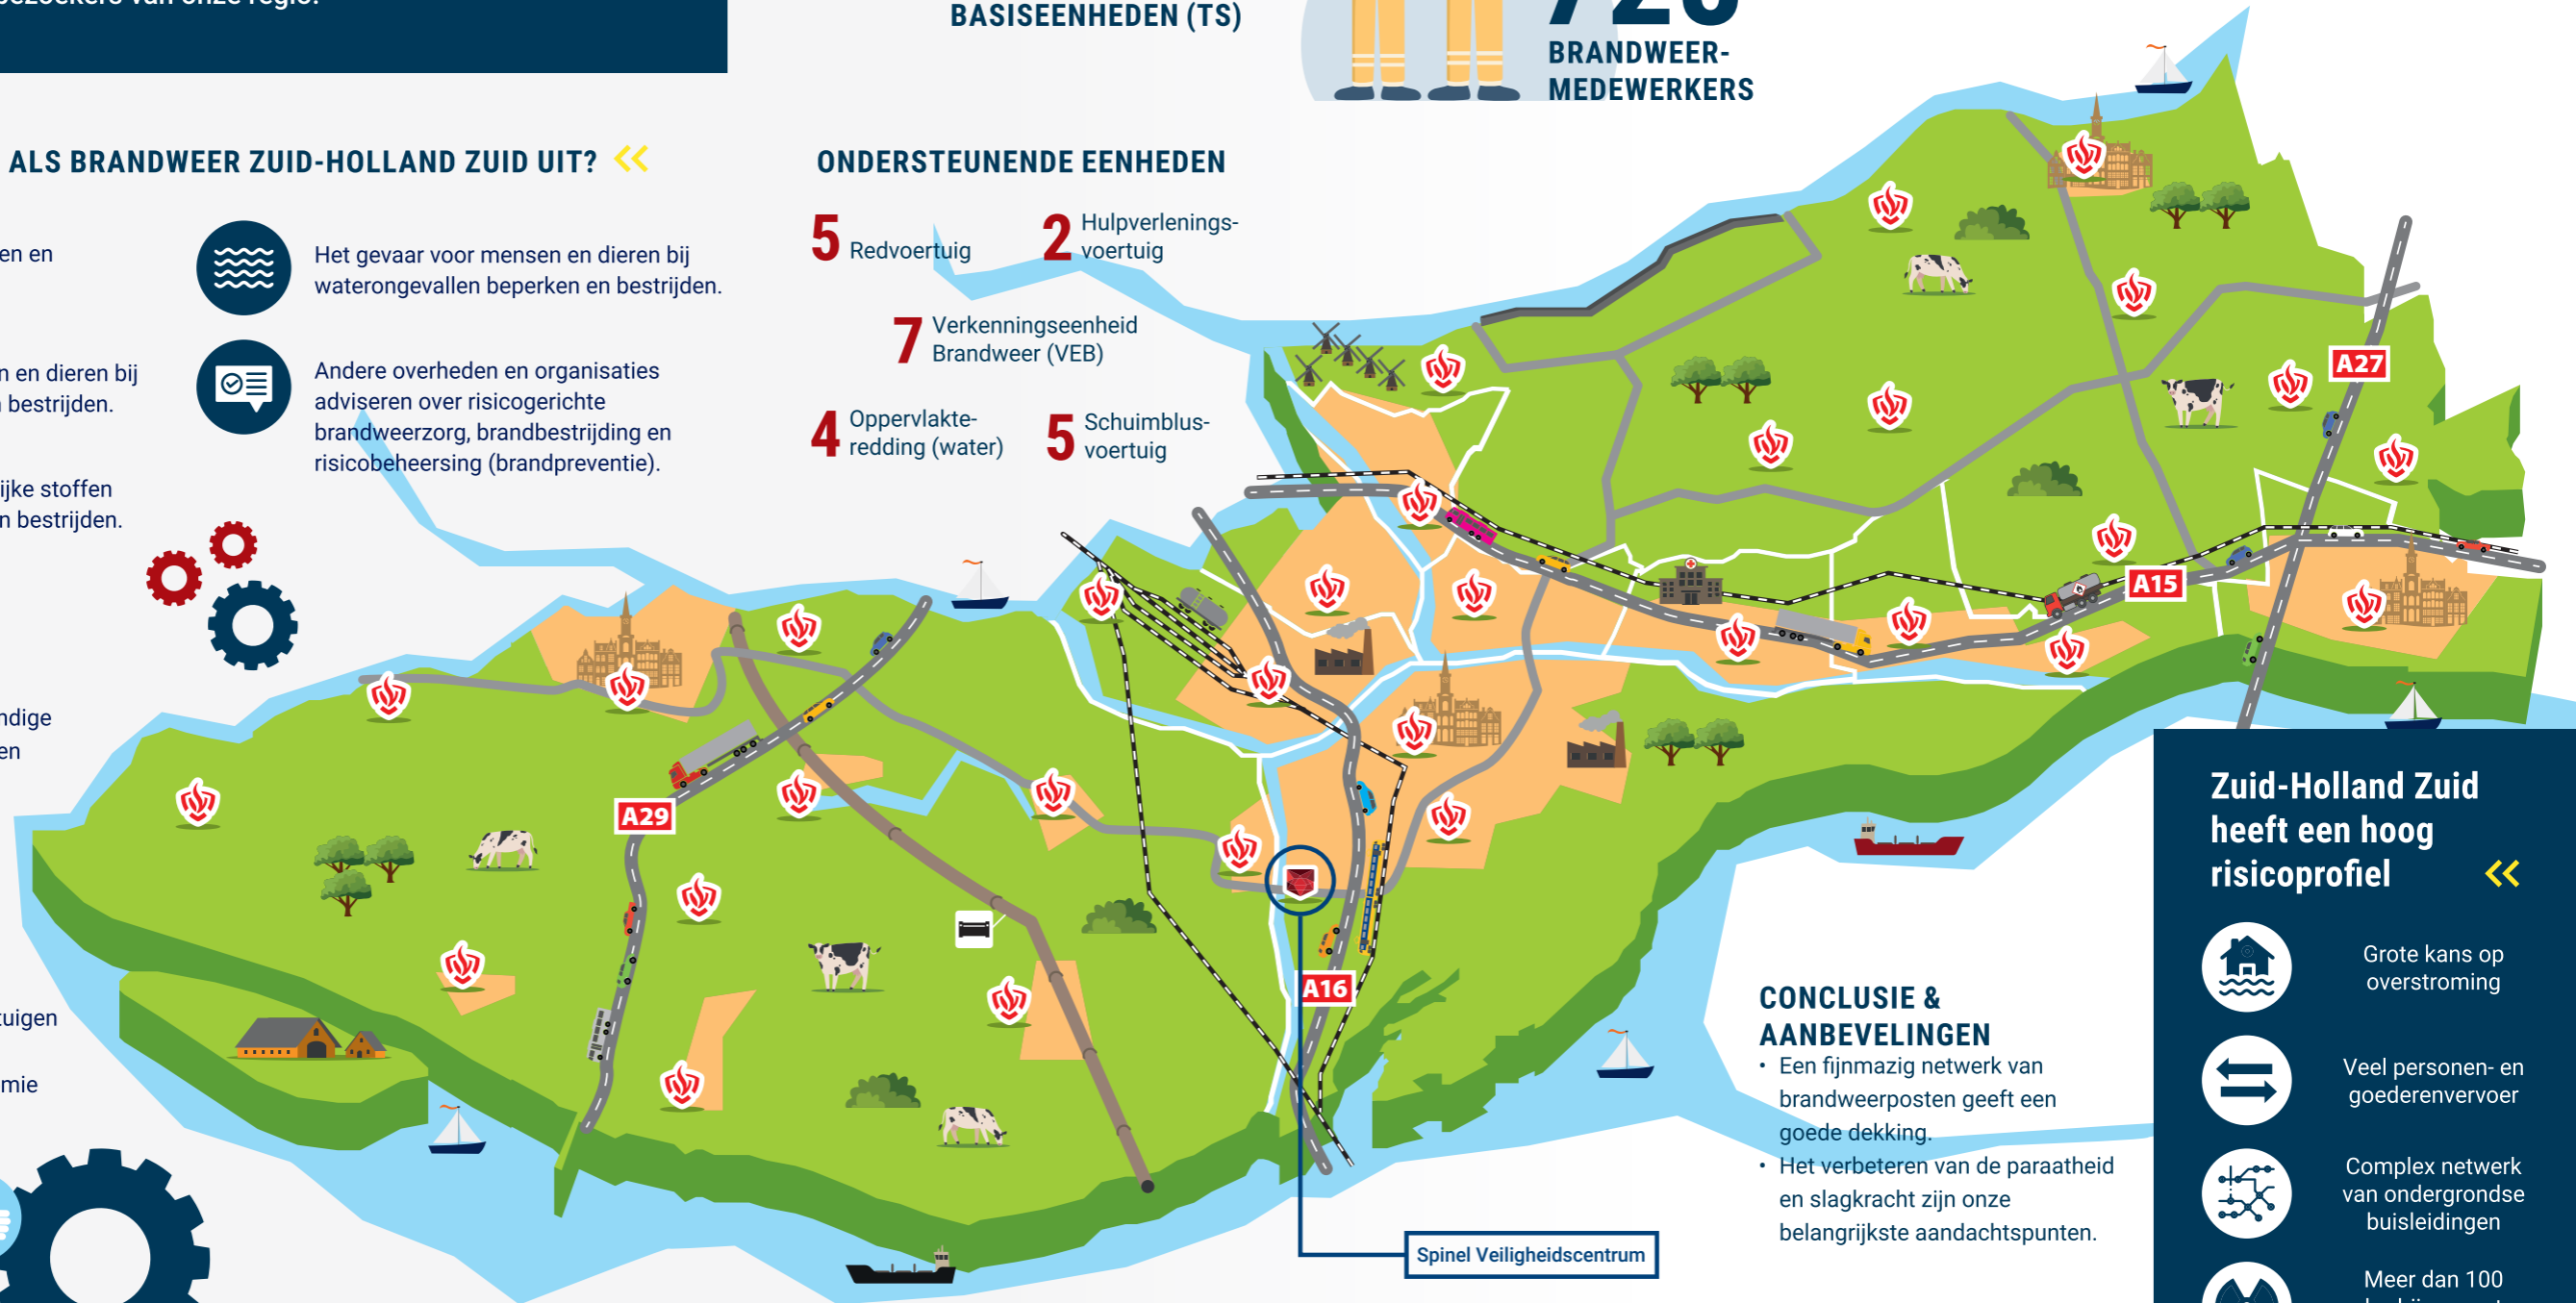 BASISEENHEDEN (TS)
BRANDWEER-
MEDEWERKERS
ALS BRANDWEER ZUID-HOLLAND ZUID UIT?
en en
n en dieren bij
bestrijden.
ijke stoffen
n bestrijden.
ndige
en
tuigen
mie
Het gevaar voor mensen en dieren bij
waterongevallen beperken en bestrijden.
Andere overheden en organisaties
adviseren over risicogerichte
brandweerzorg, brandbestrijding en
risicobeheersing (brandpreventie).
ONDERSTEUNENDE EENHEDEN
5 Redvoertuig
2 Hulpverlenings-
voertuig
7 Verkenningseenheid
Brandweer (VEB)
4 Oppervlakte-
redding (water)
5 Schuimblus-
voertuig
A27
A15
A29
A16
Spinel Veiligheidscentrum
CONCLUSIE &
AANBEVELINGEN
• Een fijnmazig netwerk van
brandweerposten geeft een
goede dekking.
• Het verbeteren van de paraatheid
en slagkracht zijn onze
belangrijkste aandachtspunten.
Zuid-Holland Zuid
heeft een hoog
risicoprofiel
Grote kans op
overstroming
Veel personen- en
goederenvervoer
Complex netwerk
van ondergrondse
buisleidingen
Meer dan 100